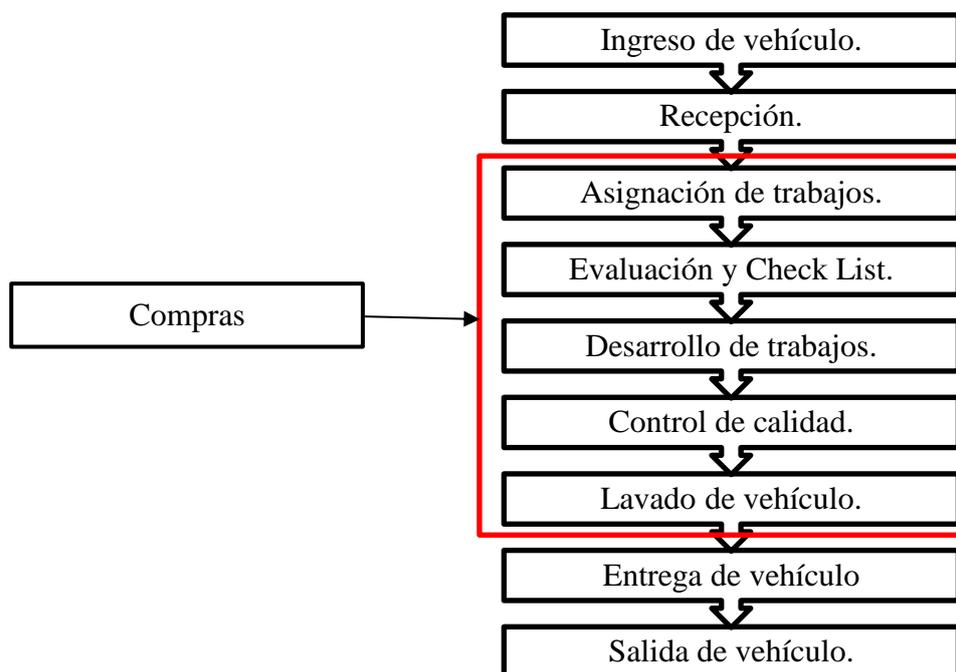 Ingreso de vehículo.
Recepción.
Asignación de trabajos.
Evaluación y Check List.
Compras
Desarrollo de trabajos.
Control de calidad.
Lavado de vehículo.
Entrega de vehículo
Salida de vehículo.